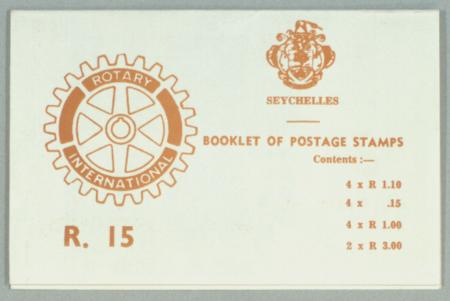 ROTARY
INTERNATIONAL
R. 15
SEYCHELLES
BOOKLET OF POSTAGE STAMPS
Contents :—
4 x R 1.10
4 x .15
4 x R 1.00
2 x R 3.00